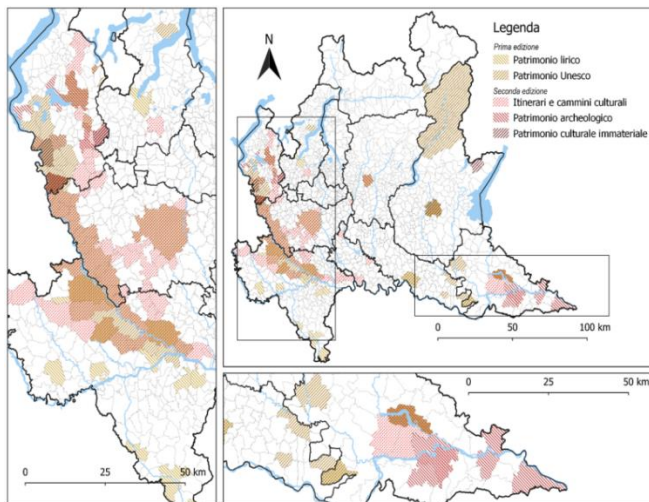 N
Legenda
Prima edizione
Patrimonio lirico
Patrimonio Unesco
Seconda edizione
Itinerari e cammini culturali
Patrimonio archeologico
Patrimonio culturale immateriale
0 50 100 km
0 25 50 km
0 25 50 km